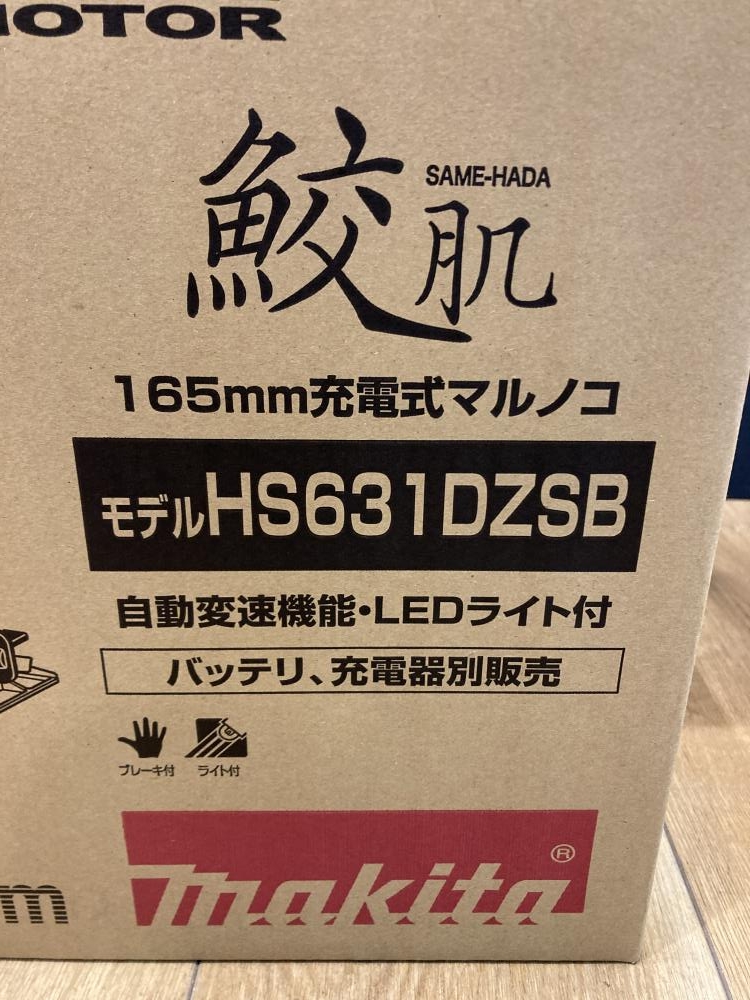 MOTOR
鮫肌
SAME-HADA
165mm充電式マルノコ
モデルHS631DZSB
自動変速機能・LEDライト付
バッテリ、充電器別販売
ブレーキ付 ライト付
makita®
m